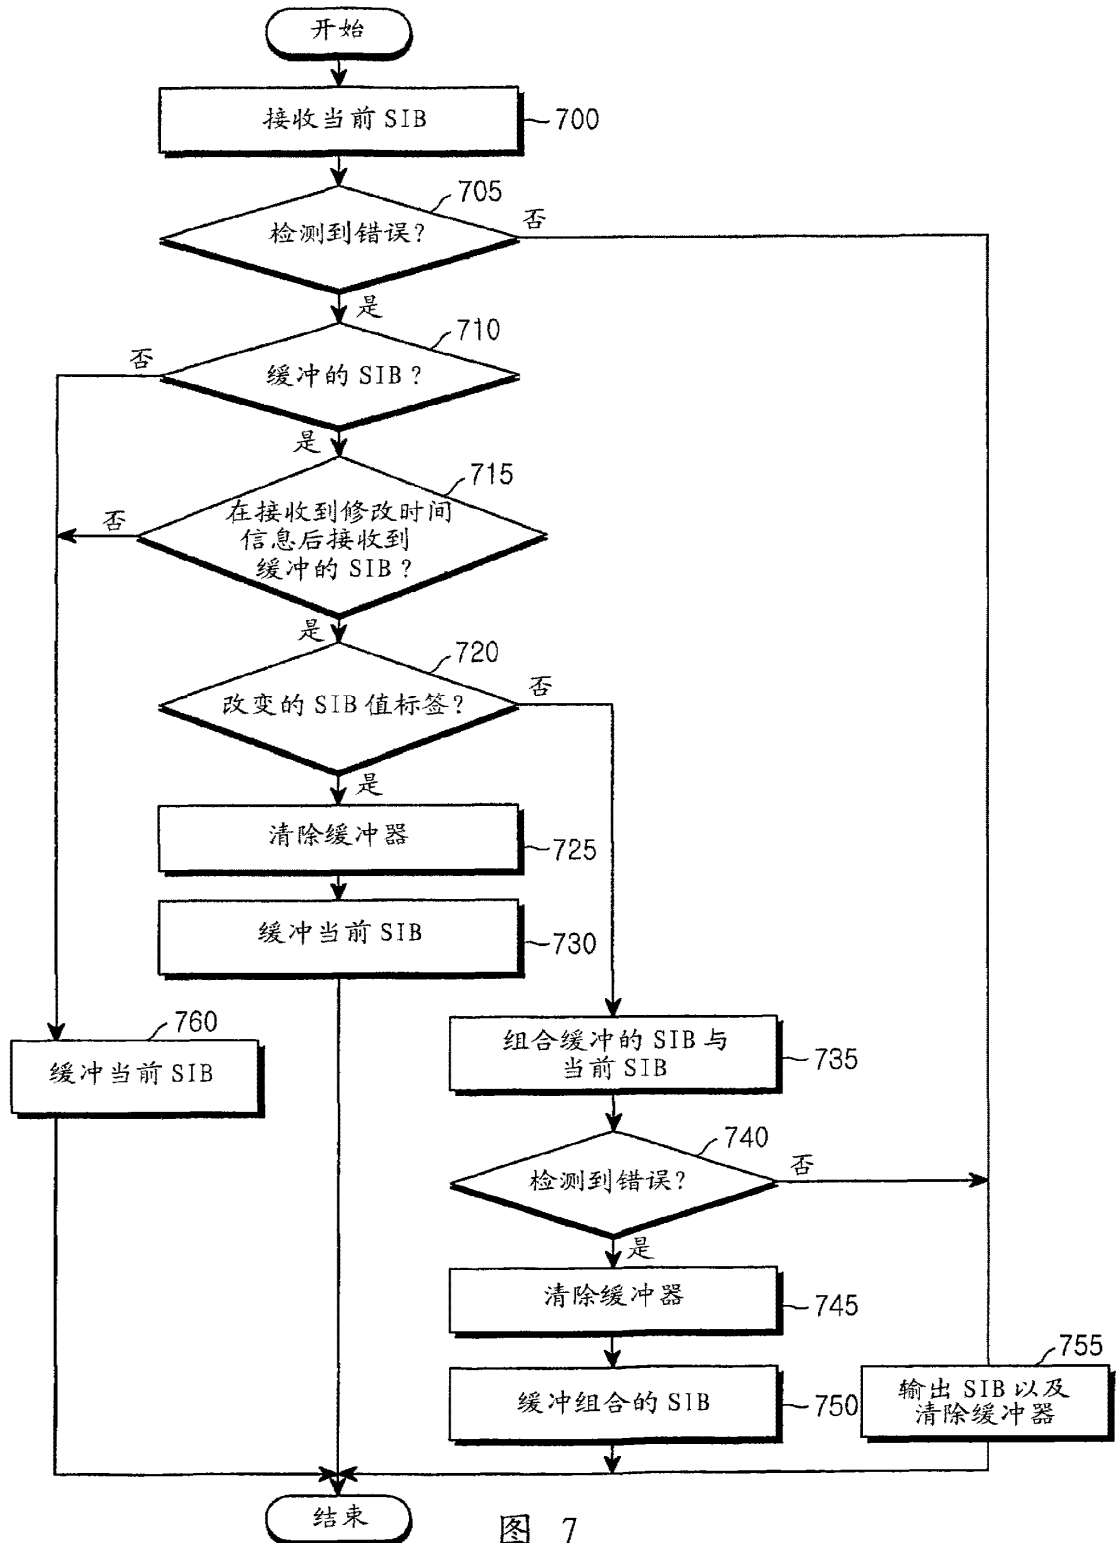 开始
接收当前 SIB
700
705
检测到错误?
否
是
710
否
缓冲的 SIB?
是
715
否
在接收到修改时间
信息后接收到
缓冲的 SIB?
是
720
否
改变的 SIB 值标签?
是
清除缓冲器
725
缓冲当前 SIB
730
760
缓冲当前 SIB
组合缓冲的 SIB 与
当前 SIB
735
740
检测到错误?
否
是
清除缓冲器
745
缓冲组合的 SIB
750
755
输出 SIB 以及
清除缓冲器
结束
图 7